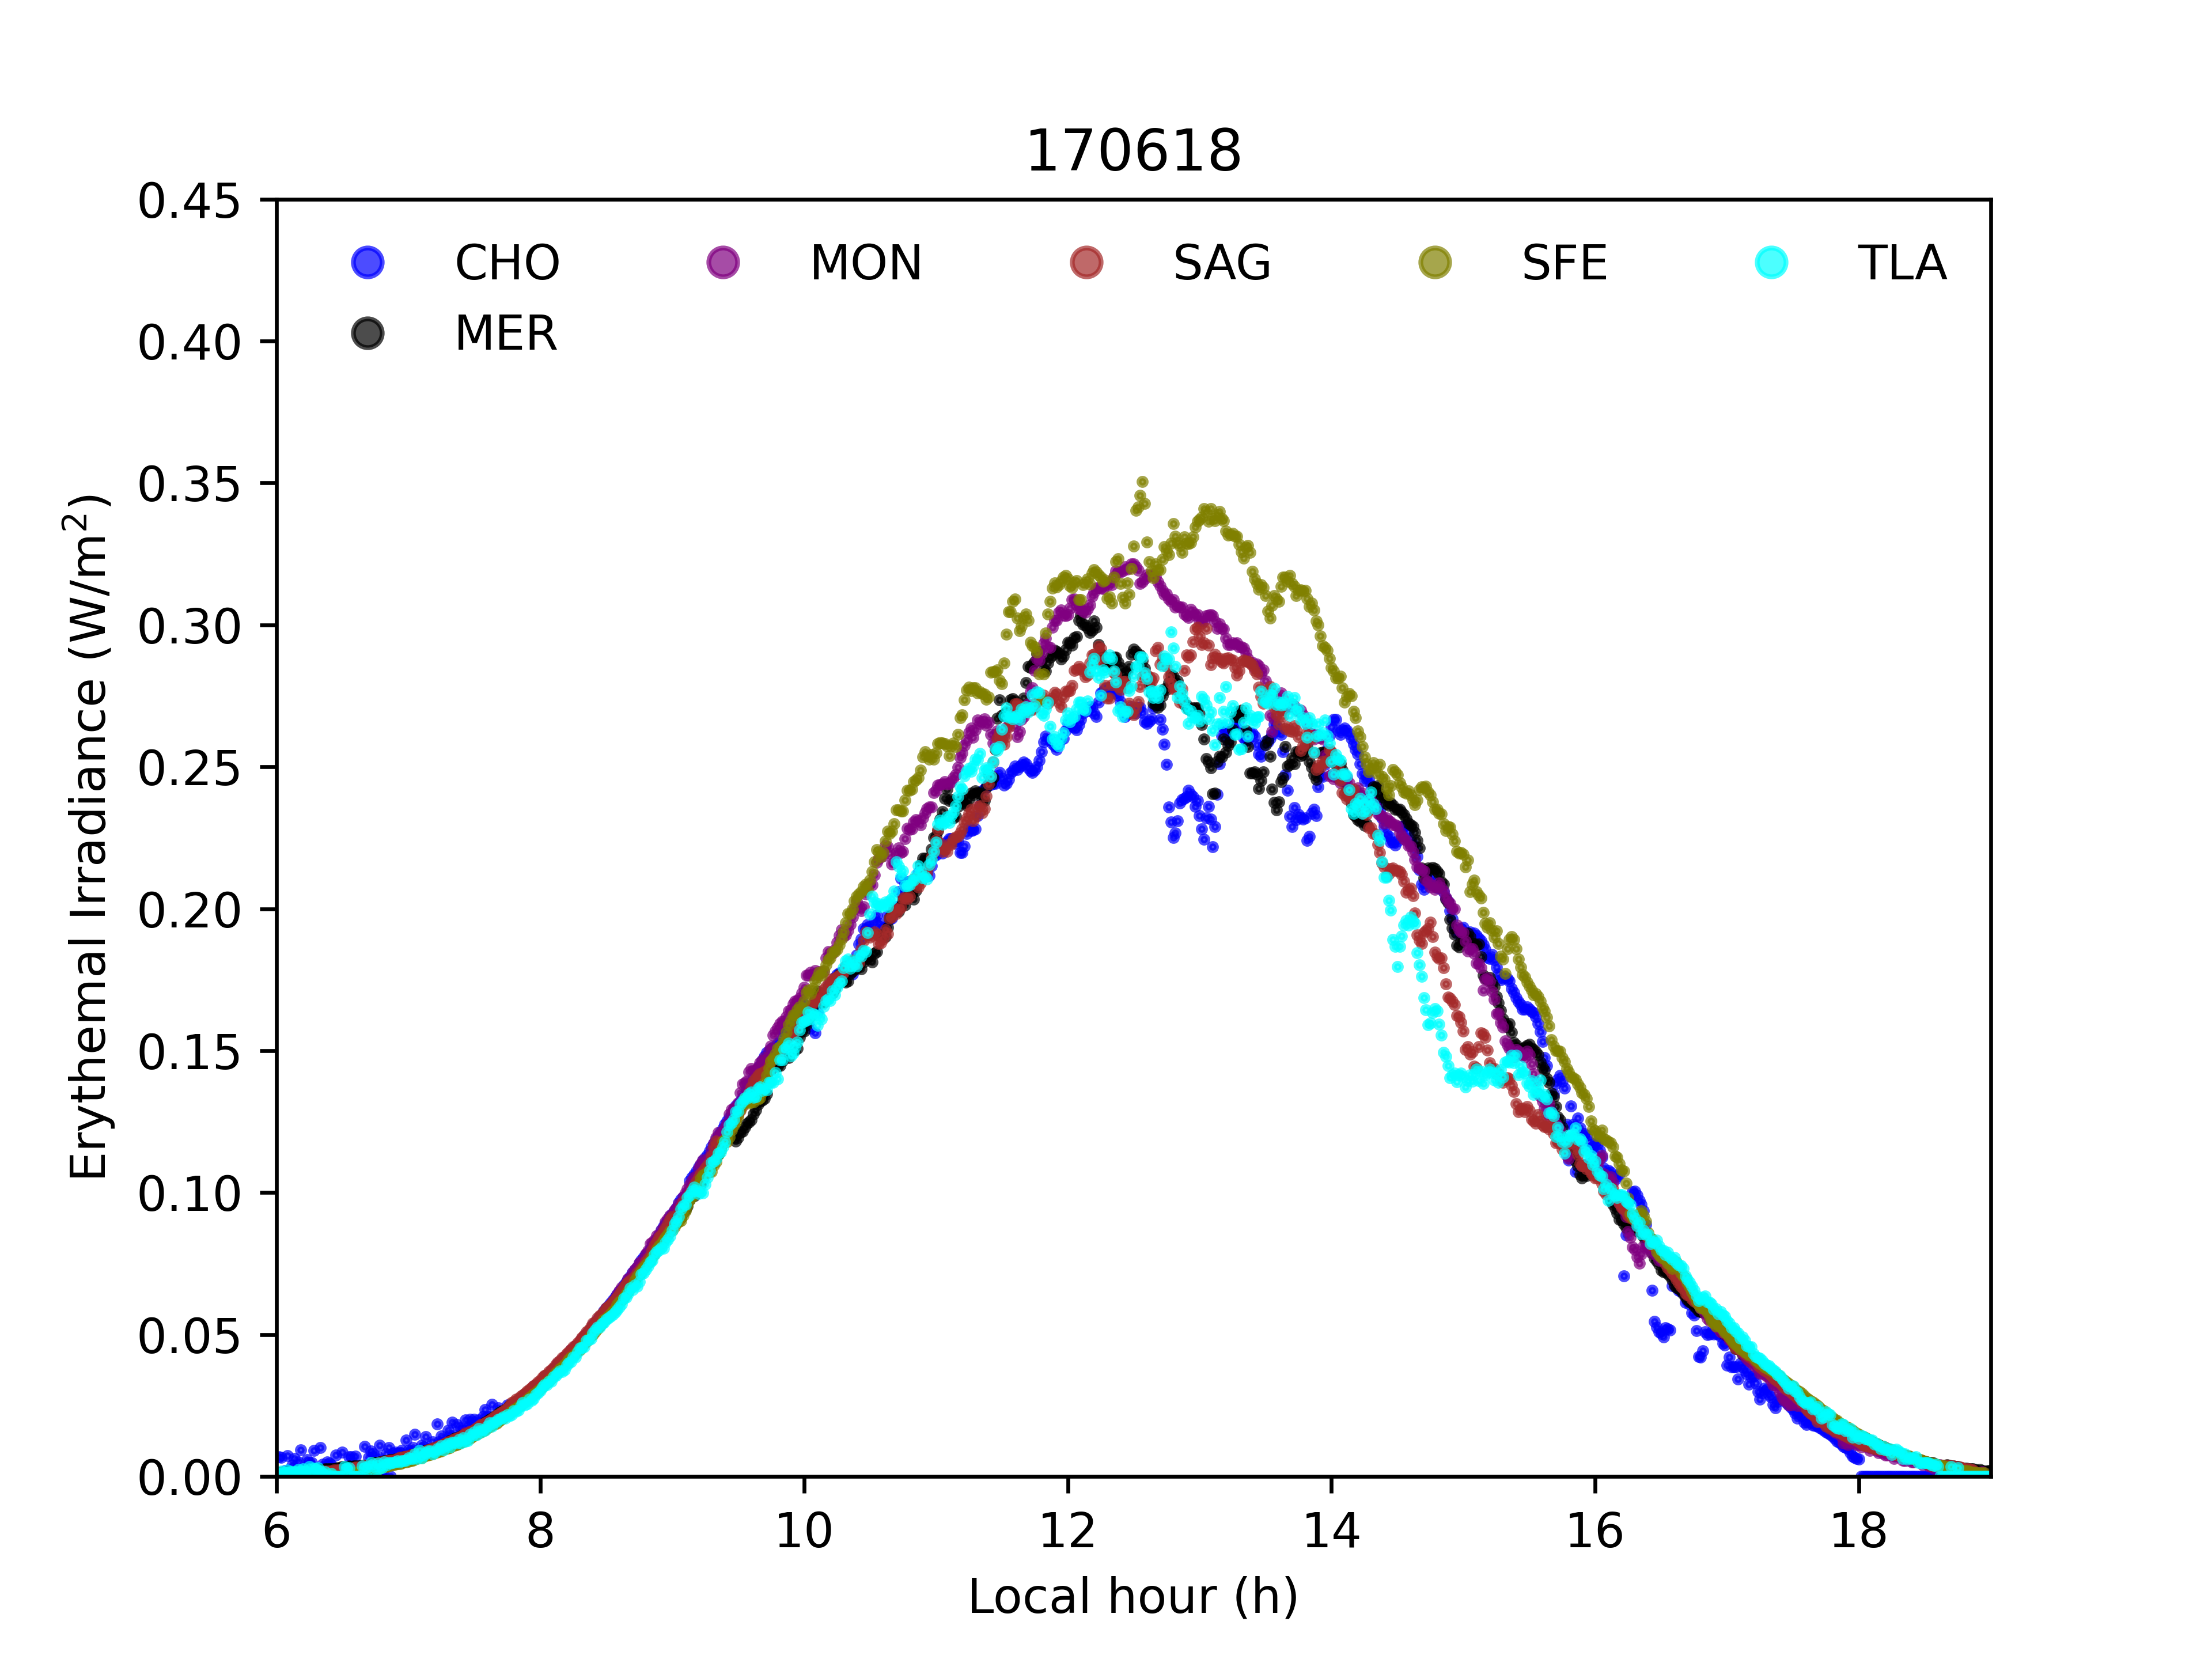 170618
CHO MON SAG SFE TLA
MER
0.45
0.40
0.35
0.30
0.25
0.20
0.15
0.10
0.05
0.00
Erythemal Irradiance (W/m²)
6 8 10 12 14 16 18
Local hour (h)